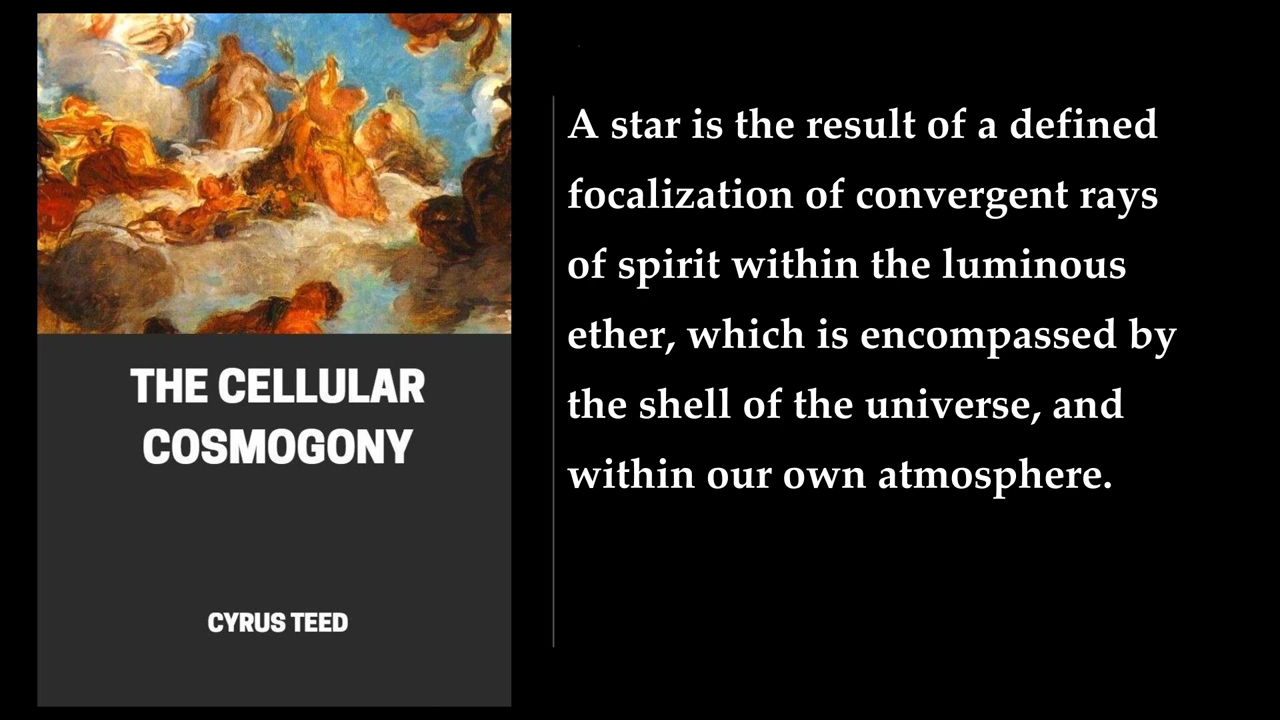 THE CELLULAR
COSMOGONY
CYRUS TEED
A star is the result of a defined
focalization of convergent rays
of spirit within the luminous
ether, which is encompassed by
the shell of the universe, and
within our own atmosphere.